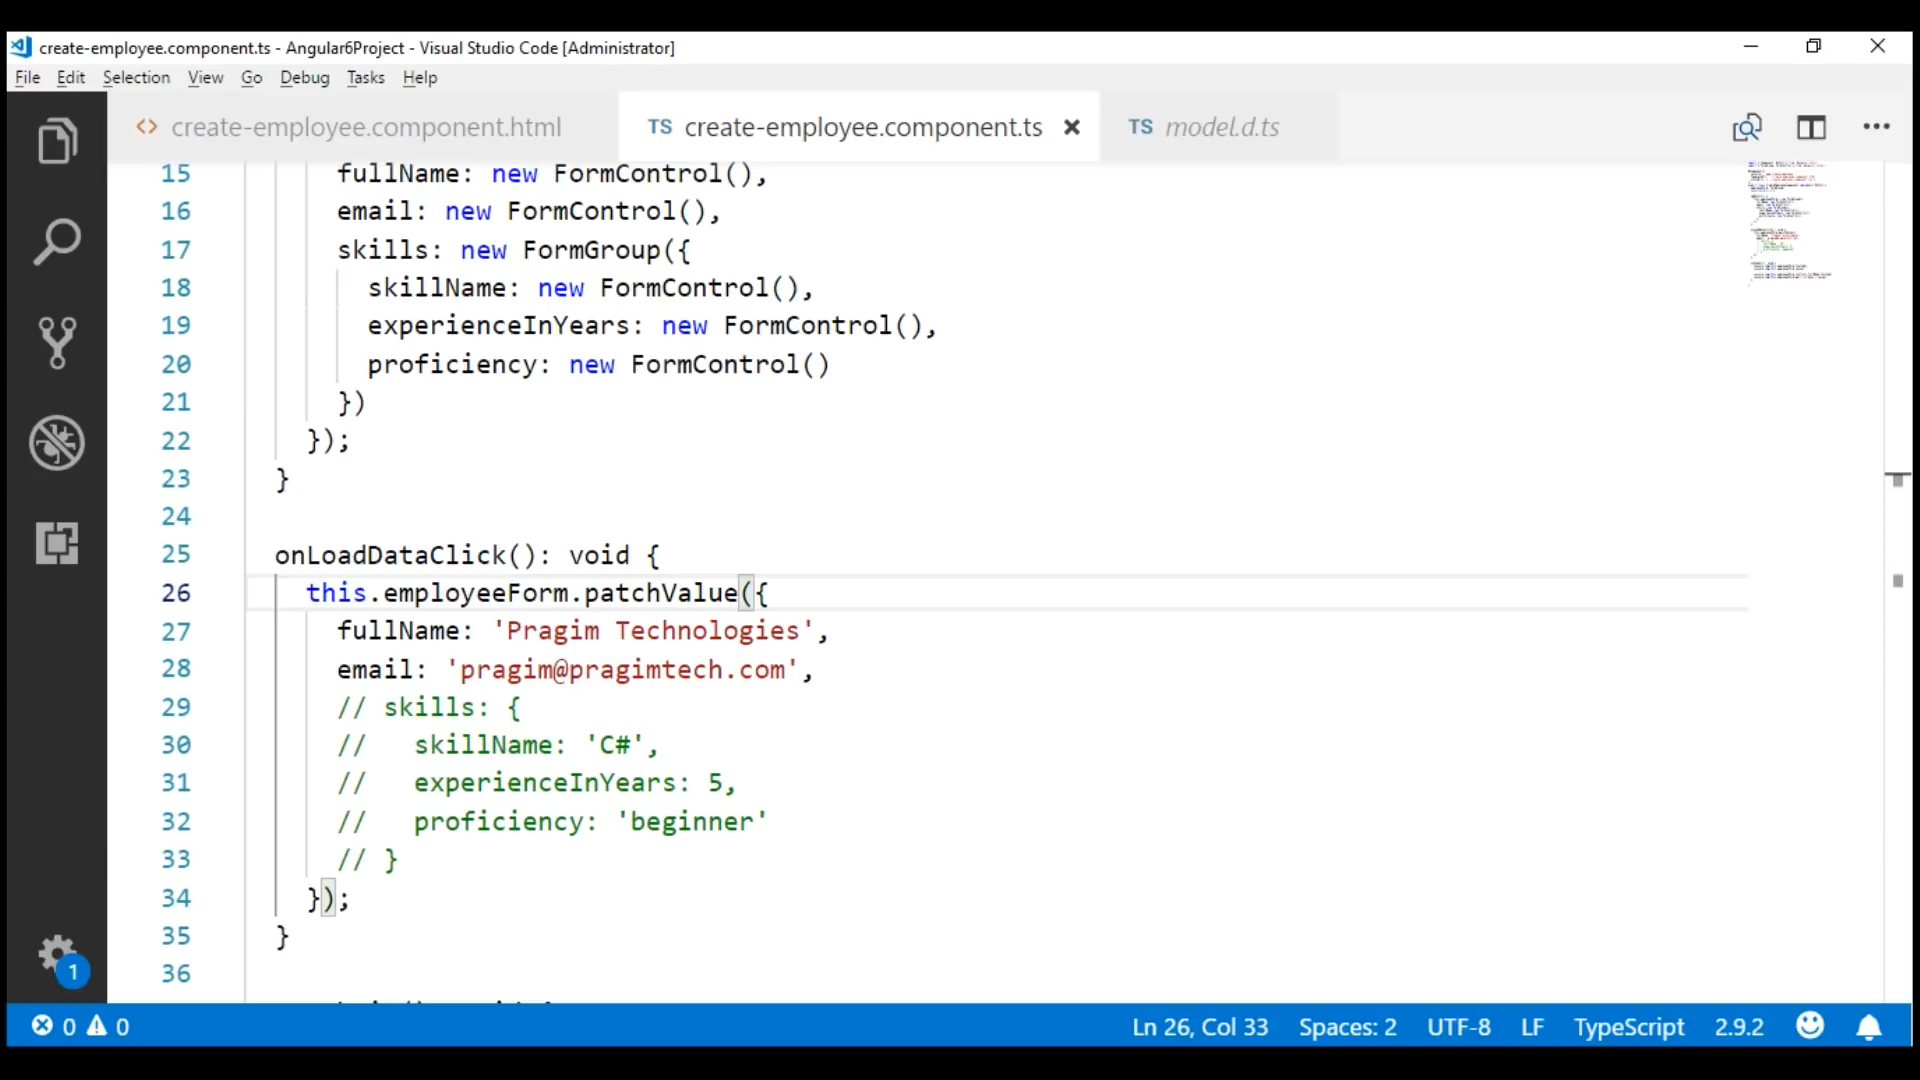 create-employee.component.ts - Angular6Project - Visual Studio Code [Administrator]
File Edit Selection View Go Debug Tasks Help
<> create-employee.component.html TS create-employee.component.ts × TS model.d.ts
15 fullName: new FormControl(),
16 email: new FormControl(),
17 skills: new FormGroup({
18 skillName: new FormControl(),
19 experienceInYears: new FormControl(),
20 proficiency: new FormControl()
21 })
22 });
23 }
24
25 onLoadDataClick(): void {
26 this.employeeForm.patchValue({
27 fullName: 'Pragim Technologies',
28 email: 'pragim@pragimtech.com',
29 // skills: {
30 //   skillName: 'C#',
31 //   experienceInYears: 5,
32 //   proficiency: 'beginner'
33 // }
34 });
35 }
36
1
0 0 Ln 26, Col 33 Spaces: 2 UTF-8 LF TypeScript 2.9.2